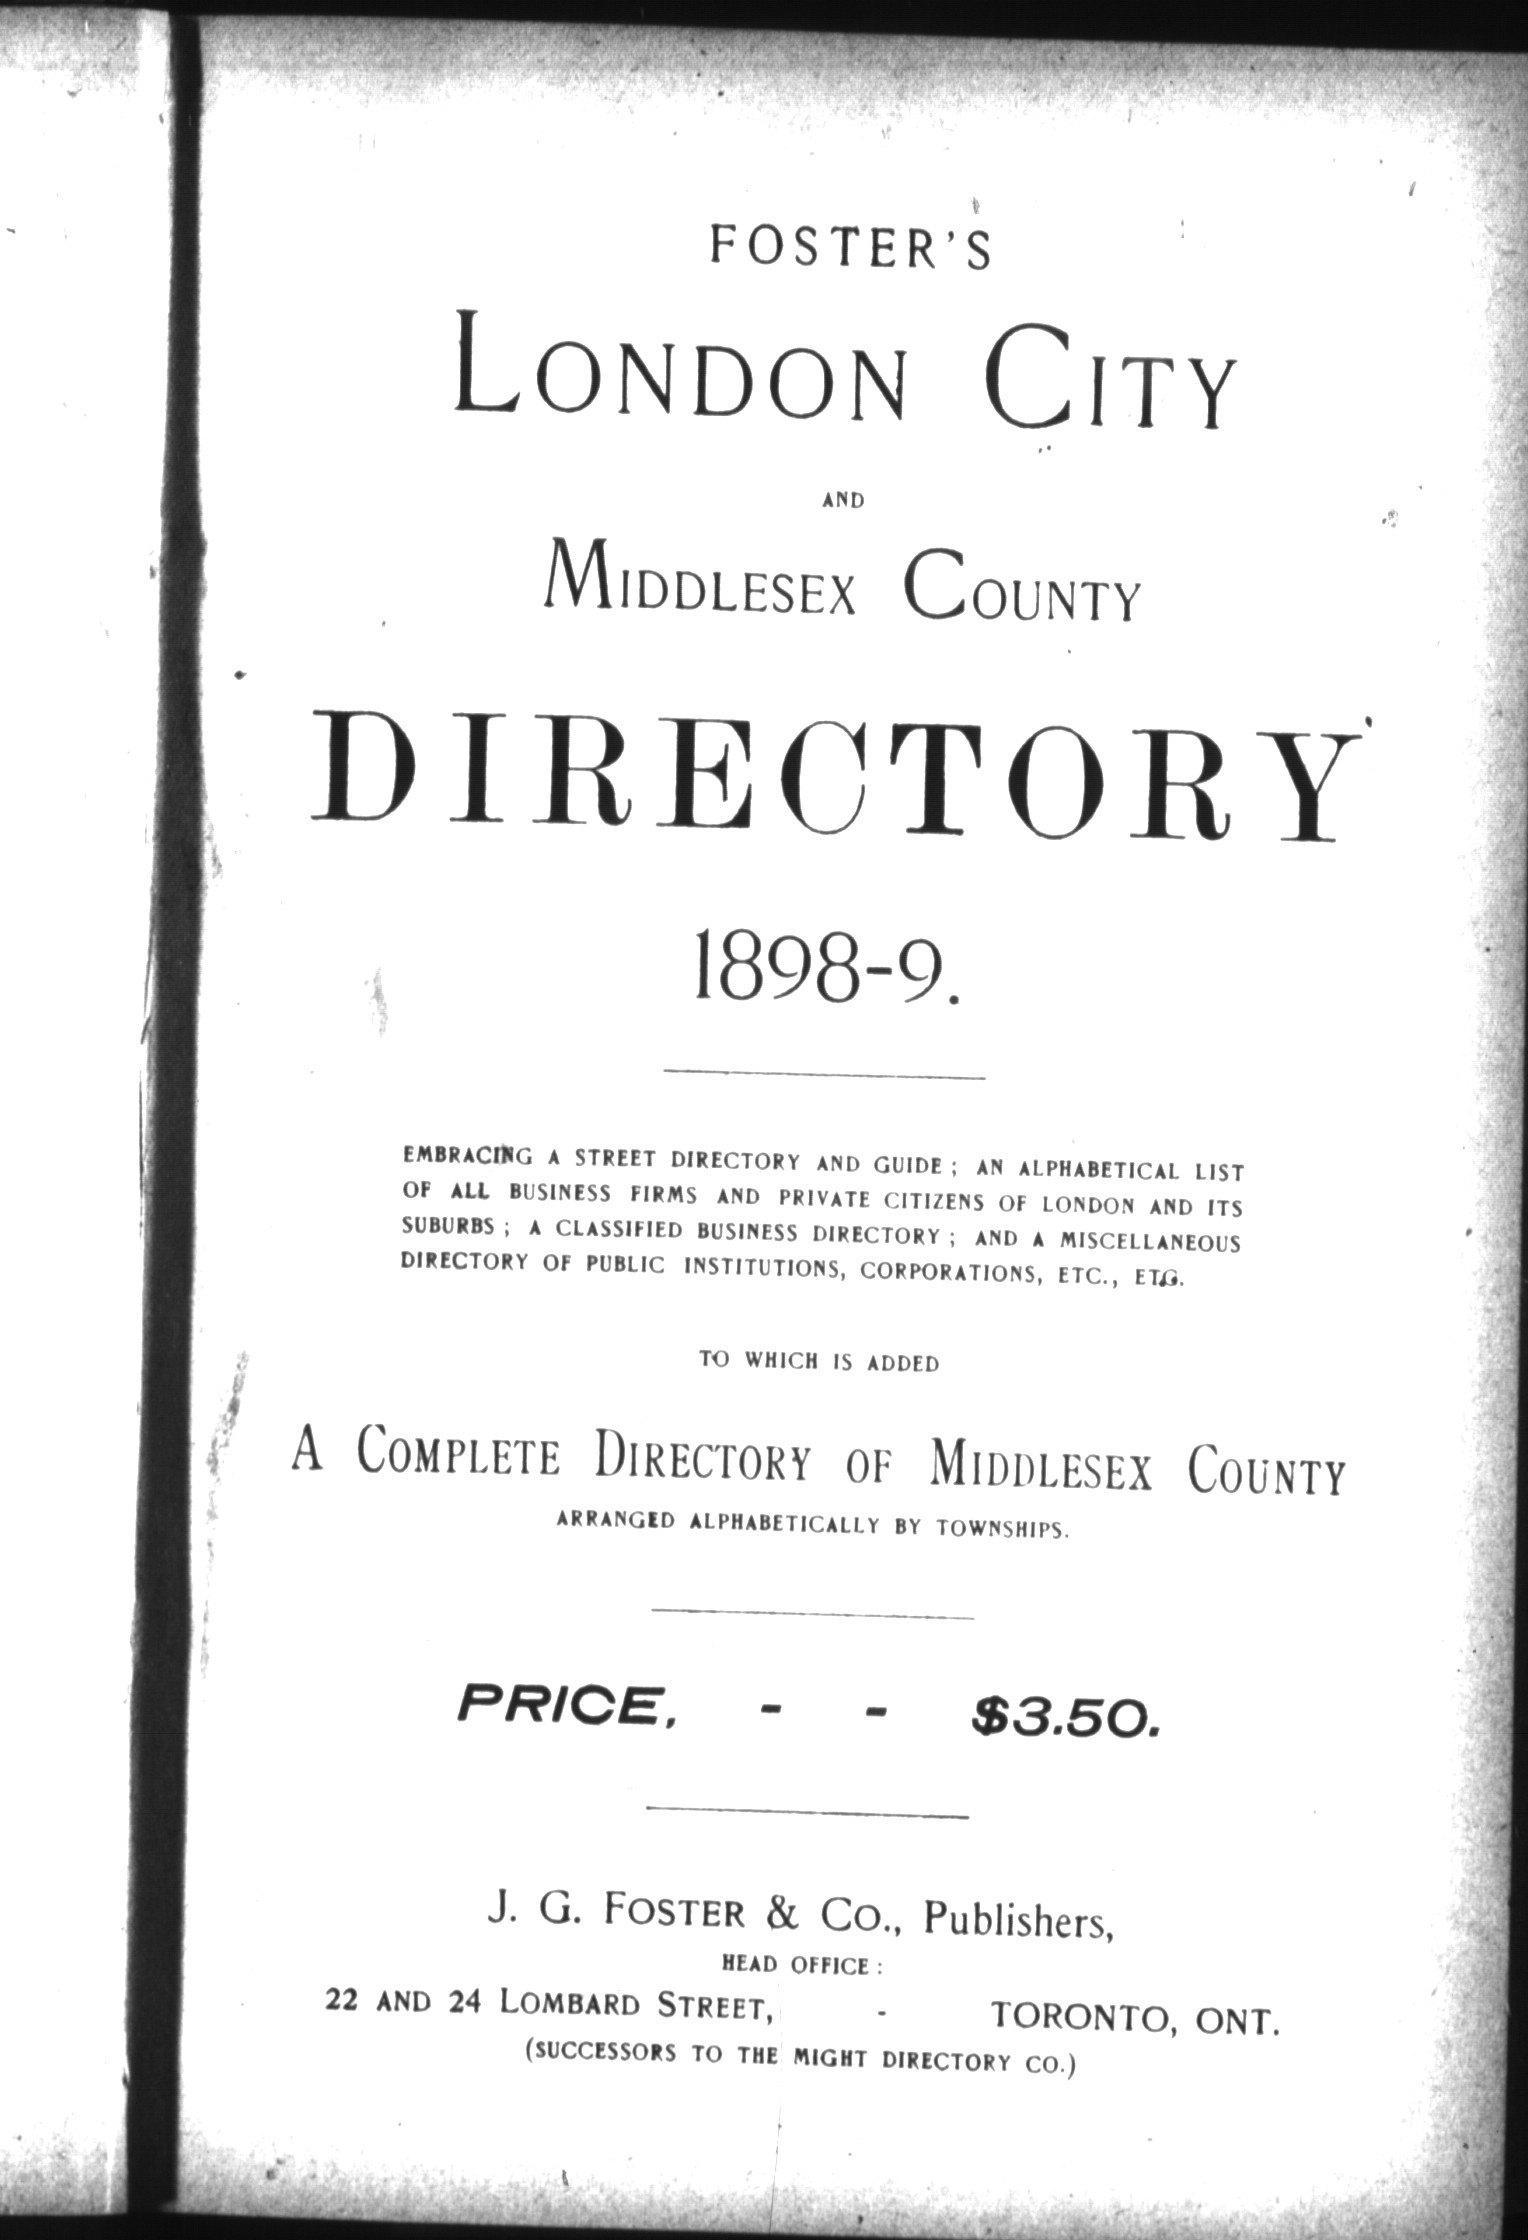 FOSTER'S
LONDON CITY
AND
MIDDLESEX COUNTY
DIRECTORY
1898-9.
EMBRACING A STREET DIRECTORY AND GUIDE; AN ALPHABETICAL LIST
OF ALL BUSINESS FIRMS AND PRIVATE CITIZENS OF LONDON AND ITS
SUBURBS; A CLASSIFIED BUSINESS DIRECTORY; AND A MISCELLANEOUS
DIRECTORY OF PUBLIC INSTITUTIONS, CORPORATIONS, ETC., ETC.
TO WHICH IS ADDED
A COMPLETE DIRECTORY OF MIDDLESEX COUNTY
ARRANGED ALPHABETICALLY BY TOWNSHIPS.
PRICE, - - $3.50.
J. G. FOSTER & CO., Publishers,
HEAD OFFICE:
22 AND 24 LOMBARD STREET, - TORONTO, ONT.
(SUCCESSORS TO THE MIGHT DIRECTORY CO.)